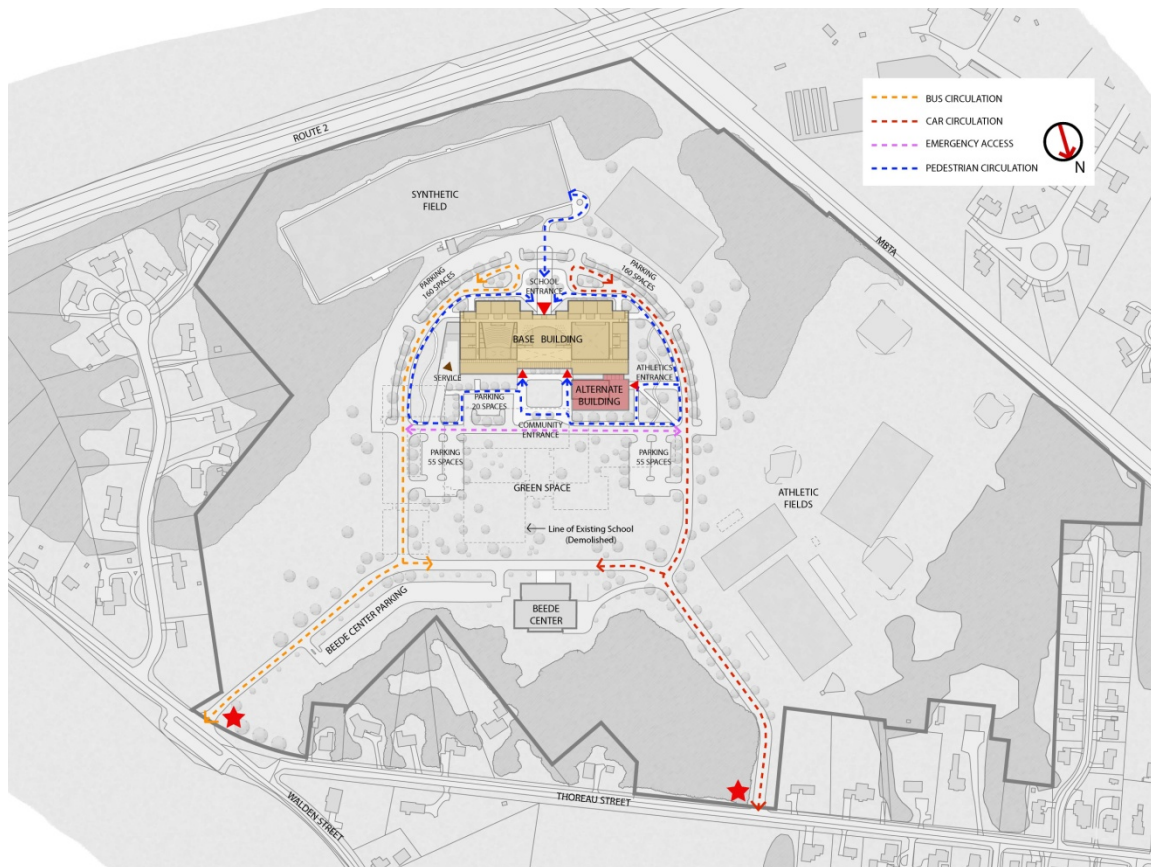 BUS CIRCULATION
CAR CIRCULATION
EMERGENCY ACCESS
PEDESTRIAN CIRCULATION
N
ROUTE 2
MBTA
SYNTHETIC
FIELD
PARKING
160 SPACES
SCHOOL
ENTRANCE
PARKING
160 SPACES
BASE BUILDING
SERVICE
ATHLETICS
ENTRANCE
PARKING
20 SPACES
ALTERNATE
BUILDING
COMMUNITY
ENTRANCE
PARKING
55 SPACES
PARKING
55 SPACES
GREEN SPACE
ATHLETIC
FIELDS
Line of Existing School
(Demolished)
BEEDE CENTER PARKING
BEEDE
CENTER
THOREAU STREET
WALDEN STREET